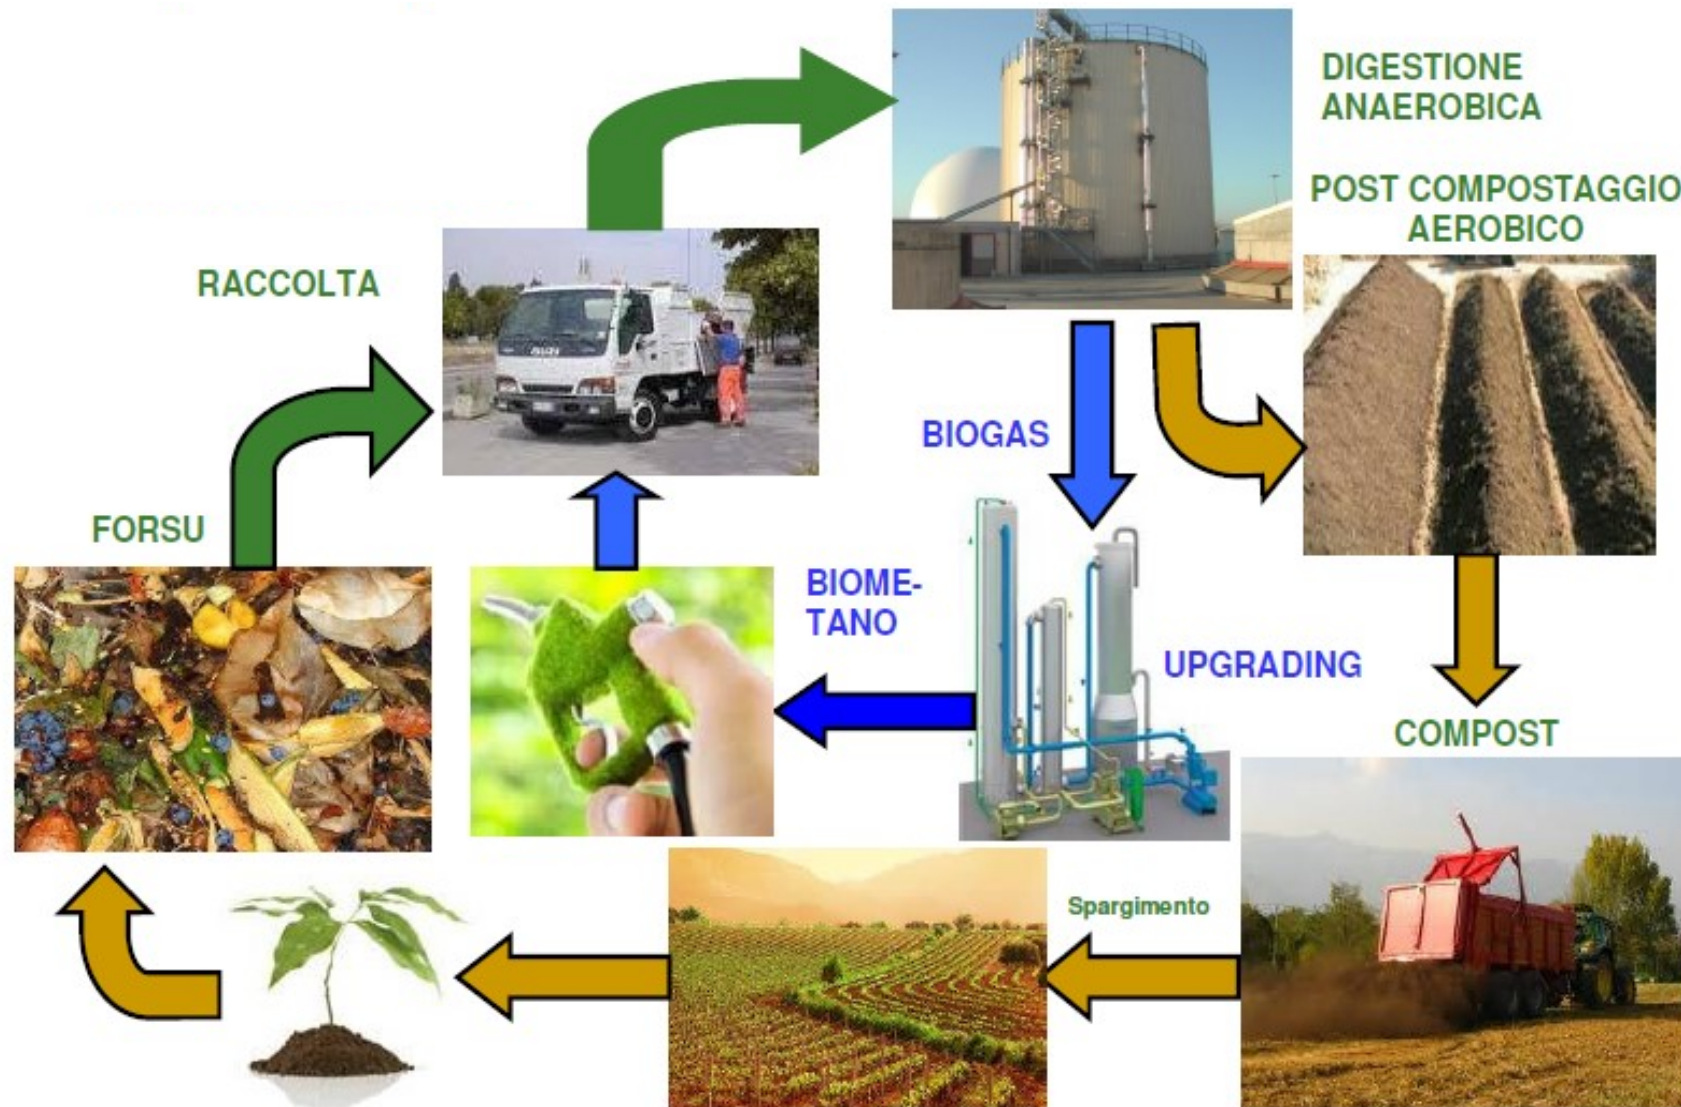 DIGESTIONE
ANAEROBICA
POST COMPOSTAGGIO
AEROBICO
RACCOLTA
BIOGAS
FORSU
BIOME-
TANO
UPGRADING
COMPOST
Spargimento